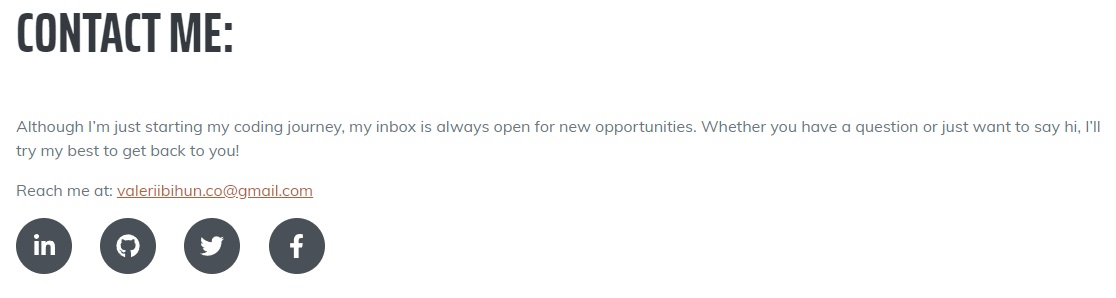 CONTACT ME:
Although I'm just starting my coding journey, my inbox is always open for new opportunities. Whether you have a question or just want to say hi, I'll
try my best to get back to you!
Reach me at: valeriibihun.co@gmail.com
in
f